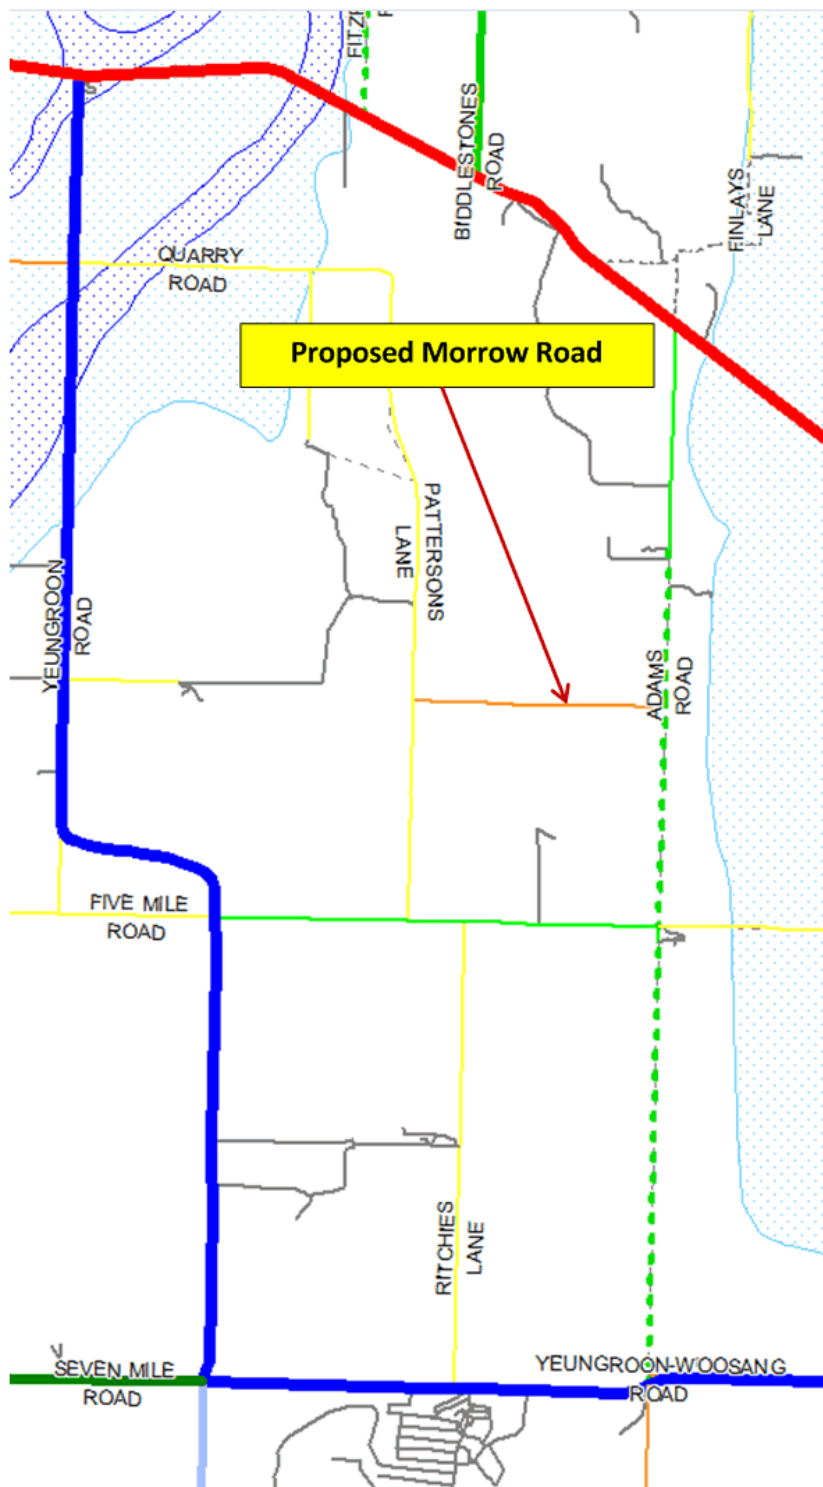 BIDDLESTONES
ROAD
FINLAYS
LANE
QUARRY
ROAD
Proposed Morrow Road
PATTERSONS
LANE
YEUNGROON
ROAD
ADAMS
ROAD
FIVE MILE
ROAD
RITCHIES
LANE
SEVEN MILE
ROAD
YEUNGROON-WOOSANG
ROAD